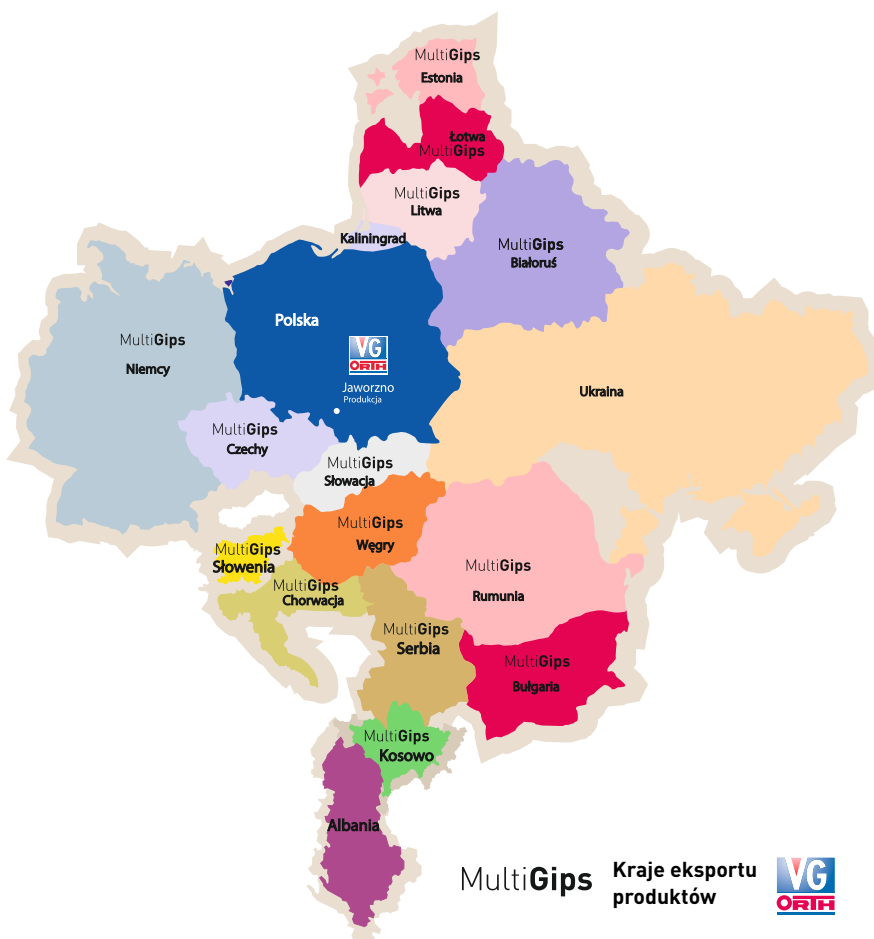 MultiGips
Estonia
Łotwa
MultiGips
MultiGips
Litwa
Kaliningrad
MultiGips
Białoruś
Polska
VG
ORTH
Jaworzno
Produkcja
MultiGips
Niemcy
Ukraina
MultiGips
Czechy
MultiGips
Słowacja
MultiGips
Węgry
MultiGips
Słowenia
MultiGips
Rumunia
MultiGips
Chorwacja
MultiGips
Serbia
MultiGips
Bułgaria
MultiGips
Kosowo
Albania
MultiGips
Kraje eksportu
produktów
VG
ORTH